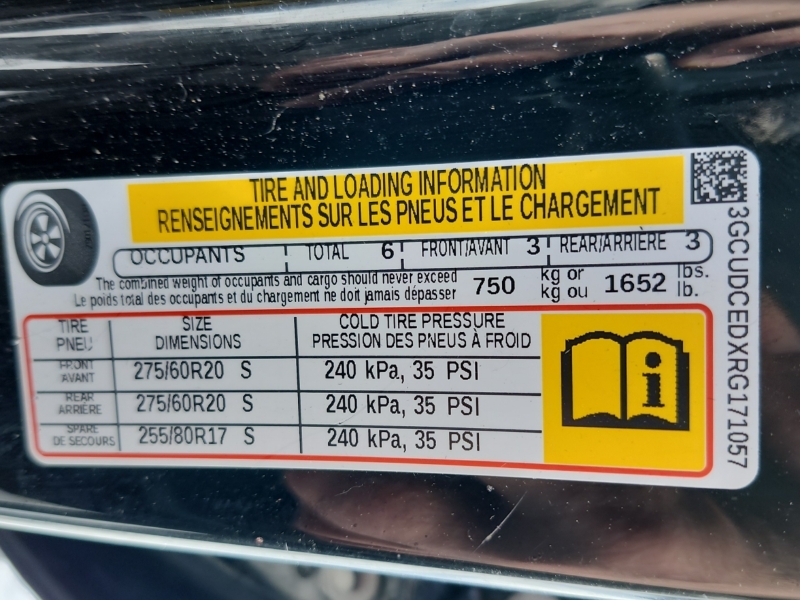 TIRE AND LOADING INFORMATION
RENSEIGNEMENTS SUR LES PNEUS ET LE CHARGEMENT
OCCUPANTS TOTAL 6 FRONT/AVANT 3 REAR/ARRIÈRE 3
The combined weight of occupants and cargo should never exceed 750 kg or 1652 lbs.
Le poids total des occupants et du chargement ne doit jamais dépasser kg ou lb.
TIRE SIZE COLD TIRE PRESSURE
PNEU DIMENSIONS PRESSION DES PNEUS À FROID
FRONT
AVANT 275/60R20 S 240 kPa, 35 PSI
REAR
ARRIÈRE 275/60R20 S 240 kPa, 35 PSI
SPARE
DE SECOURS 255/80R17 S 240 kPa, 35 PSI
i
3GCUDCEDXRG171057